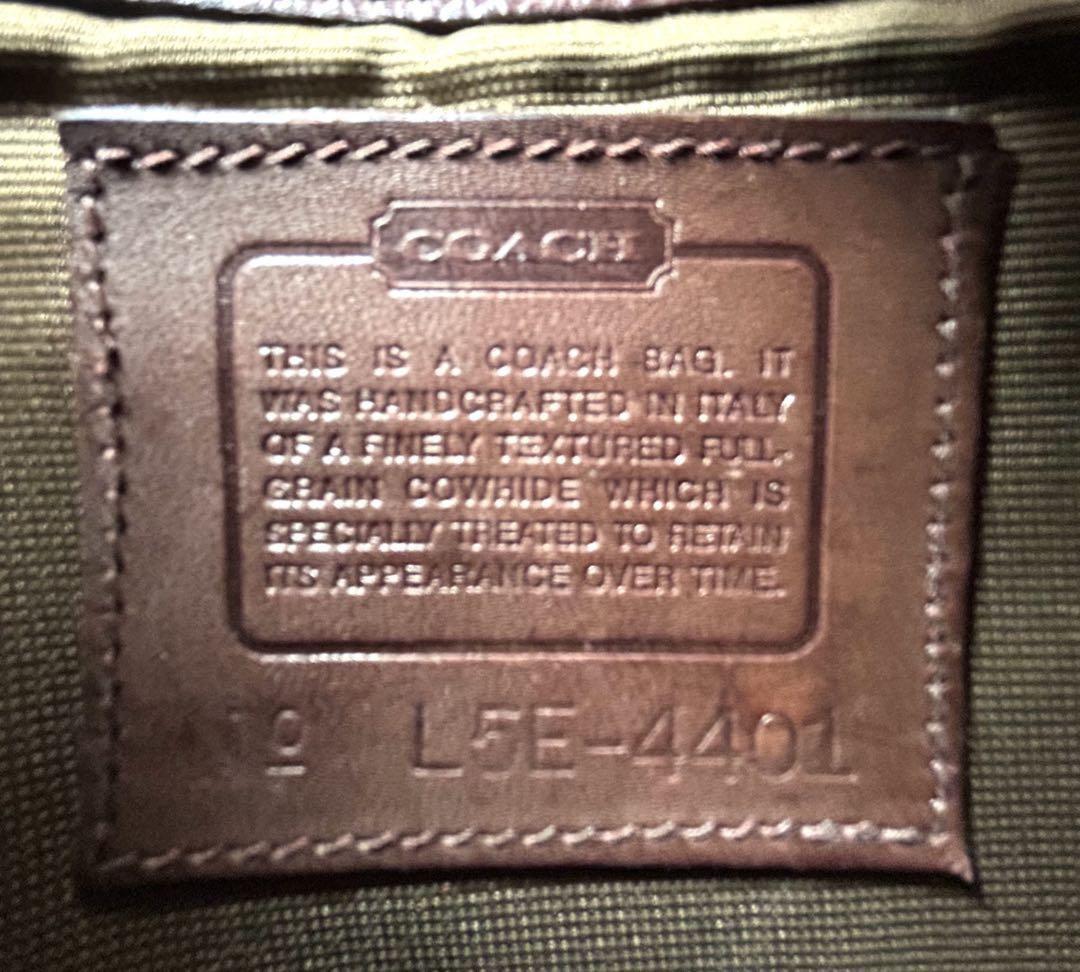 COACH
THIS IS A COACH BAG. IT
WAS HANDCRAFTED IN ITALY
OF A FINELY TEXTURED FULL-
GRAIN COWHIDE WHICH IS
SPECIALLY TREATED TO RETAIN
ITS APPEARANCE OVER TIME.
Nº L5E-4401